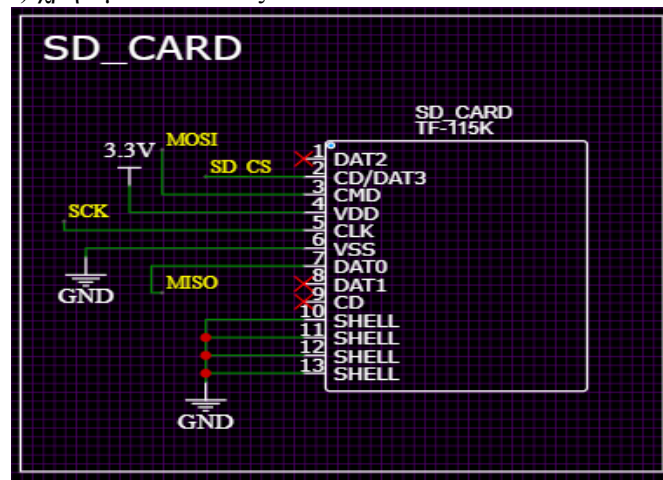 SD_CARD
SD_CARD
TF-115K
MOSI
3.3V
SD_CS
SCK
MISO
GND
GND
1 DAT2
2 CD/DAT3
3 CMD
4 VDD
5 CLK
6 VSS
7 DAT0
8 DAT1
9 CD
10 SHELL
11 SHELL
12 SHELL
13 SHELL